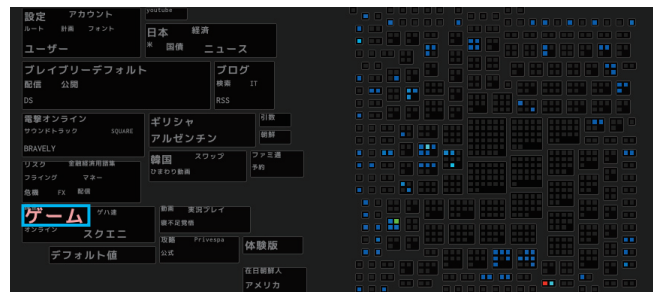 設定 アカウント
ルート 計画 フォント
ユーザー
youtube
日本 経済
米 国債 ニュース
ブレイブリーデフォルト
配信 公開
DS
ブログ
検索 IT
RSS
電撃オンライン
サウンドトラック SQUARE
BRAVELY
ギリシャ
アルゼンチン
引数
朝鮮
リスク 金融経済用語集
フライング マネー
危機 FX 配信
韓国 スワップ
ひまわり動画
ファミ通
予約
ゲーム ゲハ速
オンライン スクエニ
動画 実況プレイ
画不足覚悟
デフォルト値
攻略 Privespa
公式
体験版
在日朝鮮人
アメリカ